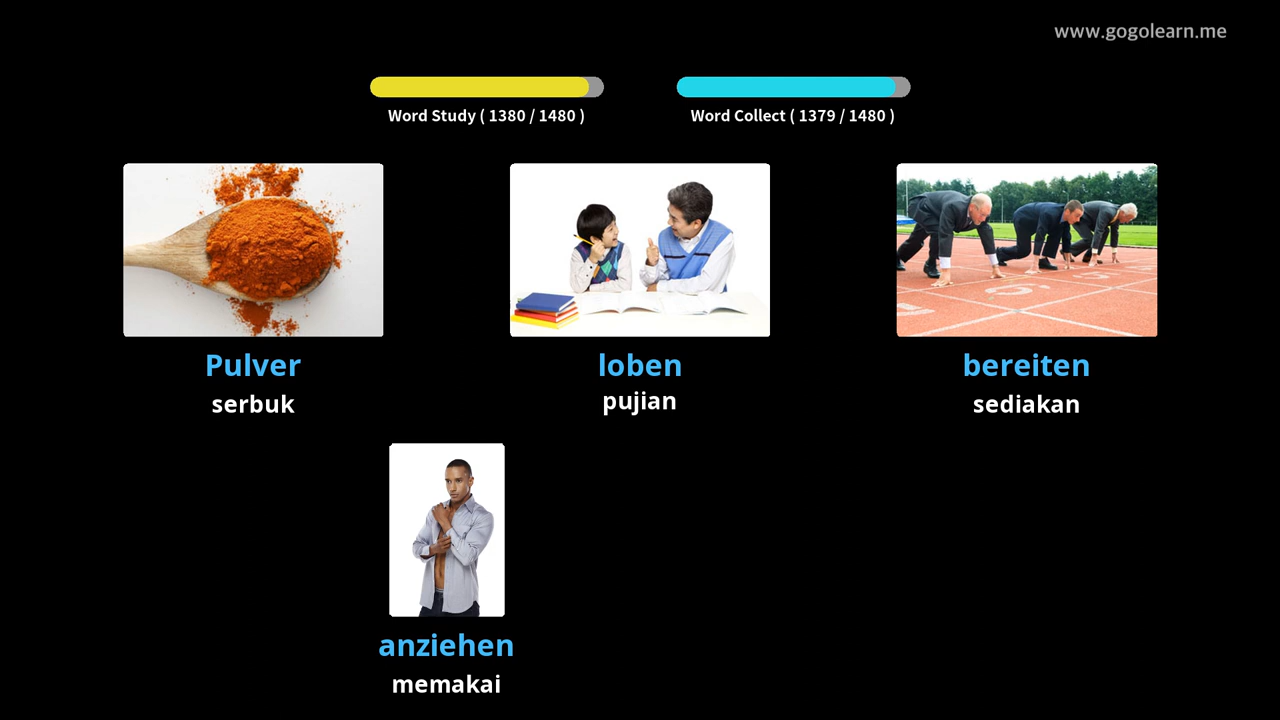 www.gogolearn.me
Word Study ( 1380 / 1480 )
Word Collect ( 1379 / 1480 )
Pulver
serbuk
loben
pujian
bereiten
sediakan
anziehen
memakai